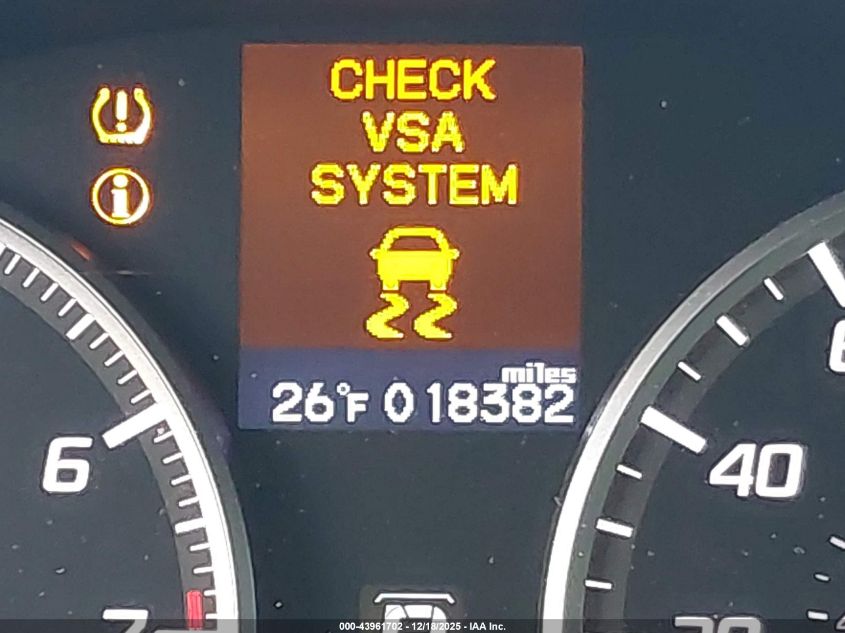 CHECK
VSA
SYSTEM
miles
26°F 018382
6
40
000-43961702 - 12/18/2025 - IAA Inc.